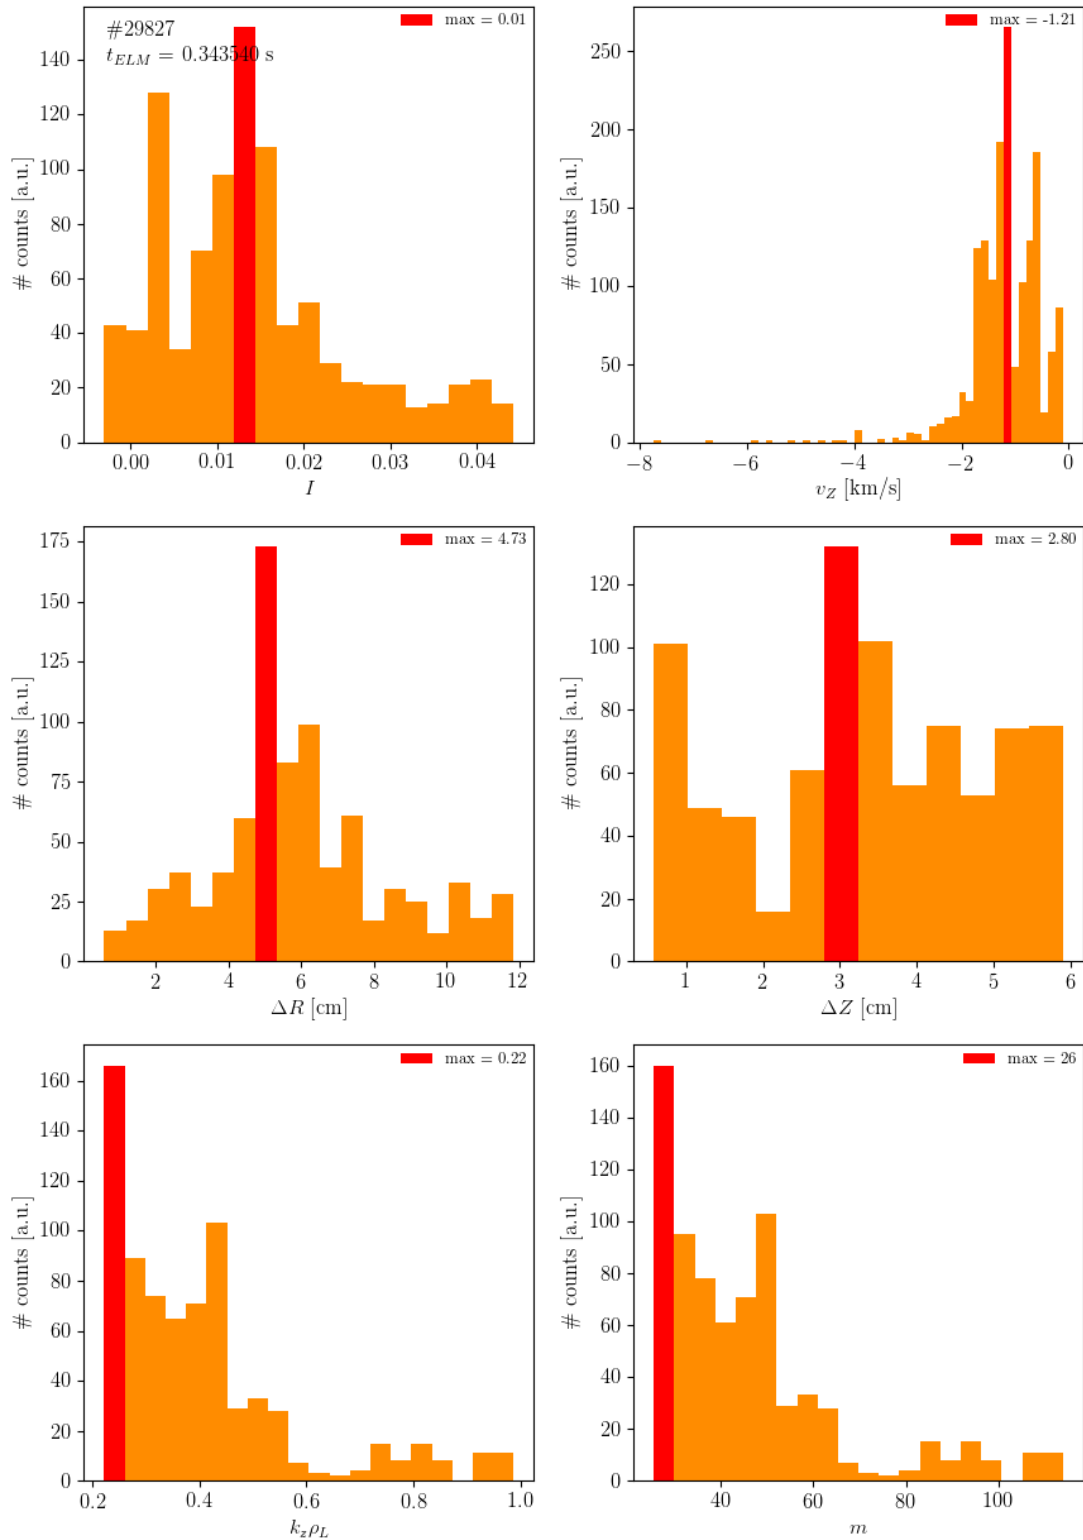 #29827
t_ELM = 0.343540 s
max = 0.01
140
120
100
80
60
40
20
0
# counts [a.u.]
0.00 0.01 0.02 0.03 0.04
I
max = -1.21
250
200
150
100
50
0
# counts [a.u.]
−8 −6 −4 −2 0
v_Z [km/s]
max = 4.73
175
150
125
100
75
50
25
0
# counts [a.u.]
2 4 6 8 10 12
ΔR [cm]
max = 2.80
120
100
80
60
40
20
0
# counts [a.u.]
1 2 3 4 5 6
ΔZ [cm]
max = 0.22
160
140
120
100
80
60
40
20
0
# counts [a.u.]
0.2 0.4 0.6 0.8 1.0
k_zρ_L
max = 26
160
140
120
100
80
60
40
20
0
# counts [a.u.]
40 60 80 100
m